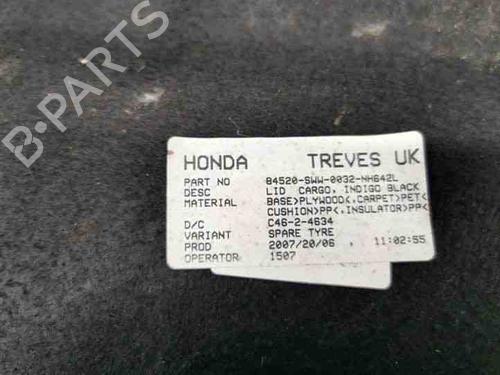 B-PARTS
HONDA TREVES UK
PART NO 84520-SWW-0032-NH642L
DESC LID CARGO, INDIGO BLACK
MATERIAL BASE>PLYWOOD<,CARPET>PET<
CUSHION>PP<,INSULATOR>PP<
D/C C46-2-4634
VARIANT SPARE TYRE
PROD 2007/20/06 , 11:02:55
OPERATOR 1507